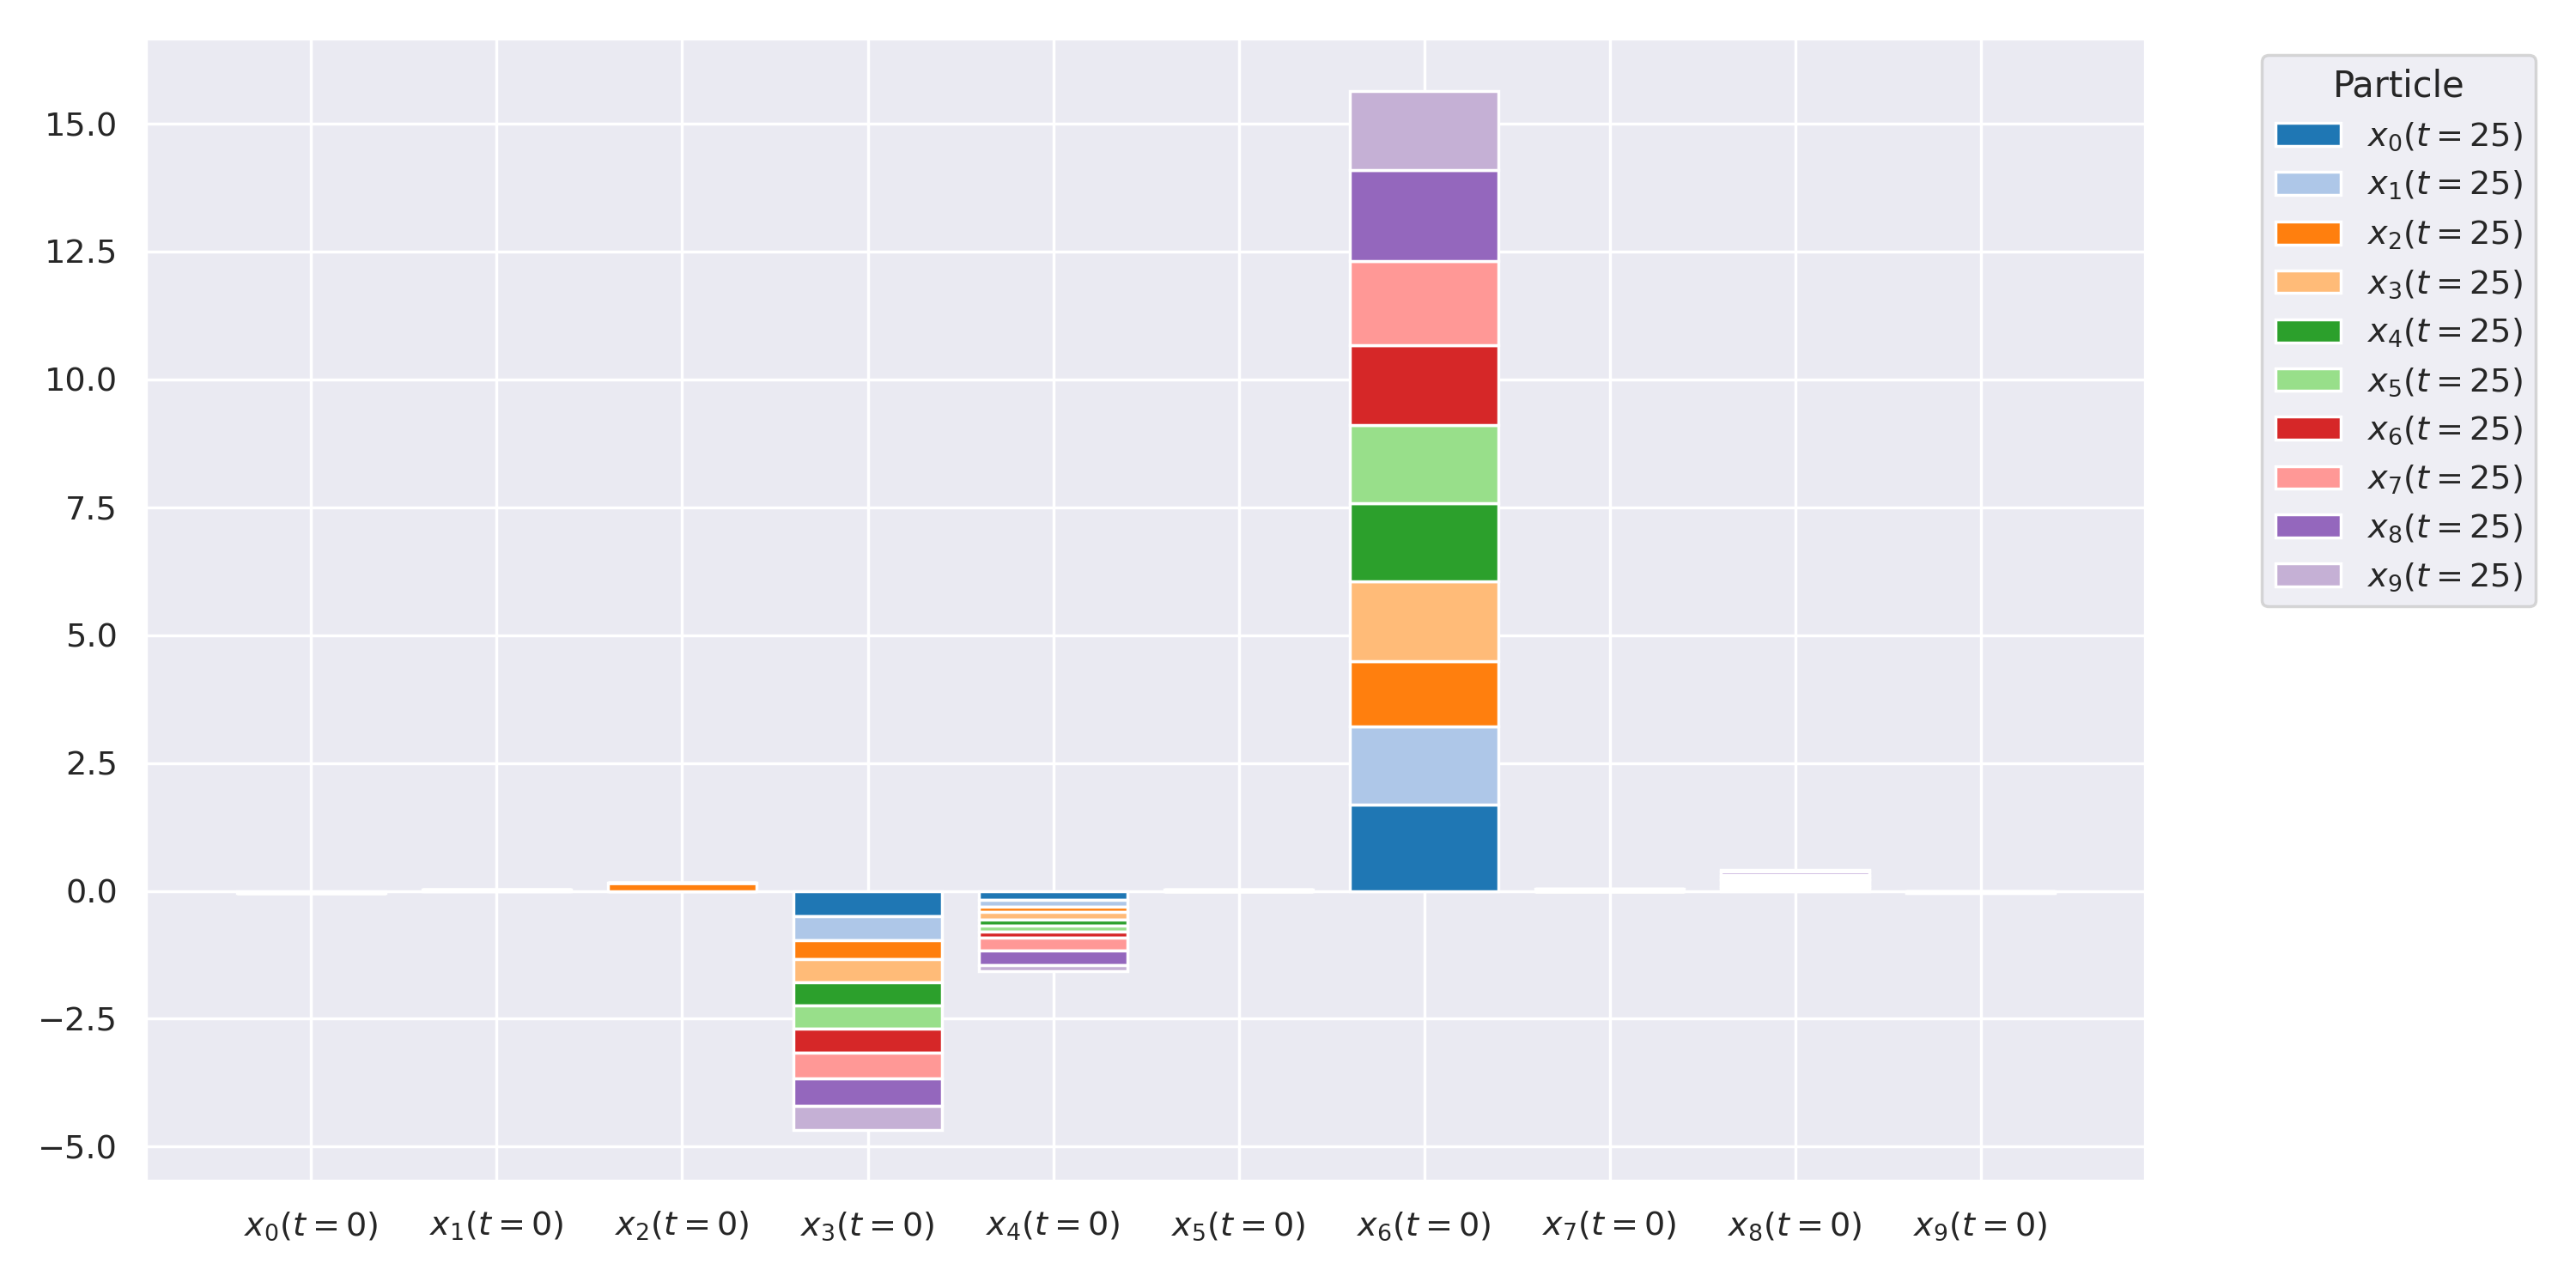 15.0
12.5
10.0
7.5
5.0
2.5
0.0
−2.5
−5.0
x₀(t = 0) x₁(t = 0) x₂(t = 0) x₃(t = 0) x₄(t = 0) x₅(t = 0) x₆(t = 0) x₇(t = 0) x₈(t = 0) x₉(t = 0)
Particle
x₀(t = 25)
x₁(t = 25)
x₂(t = 25)
x₃(t = 25)
x₄(t = 25)
x₅(t = 25)
x₆(t = 25)
x₇(t = 25)
x₈(t = 25)
x₉(t = 25)